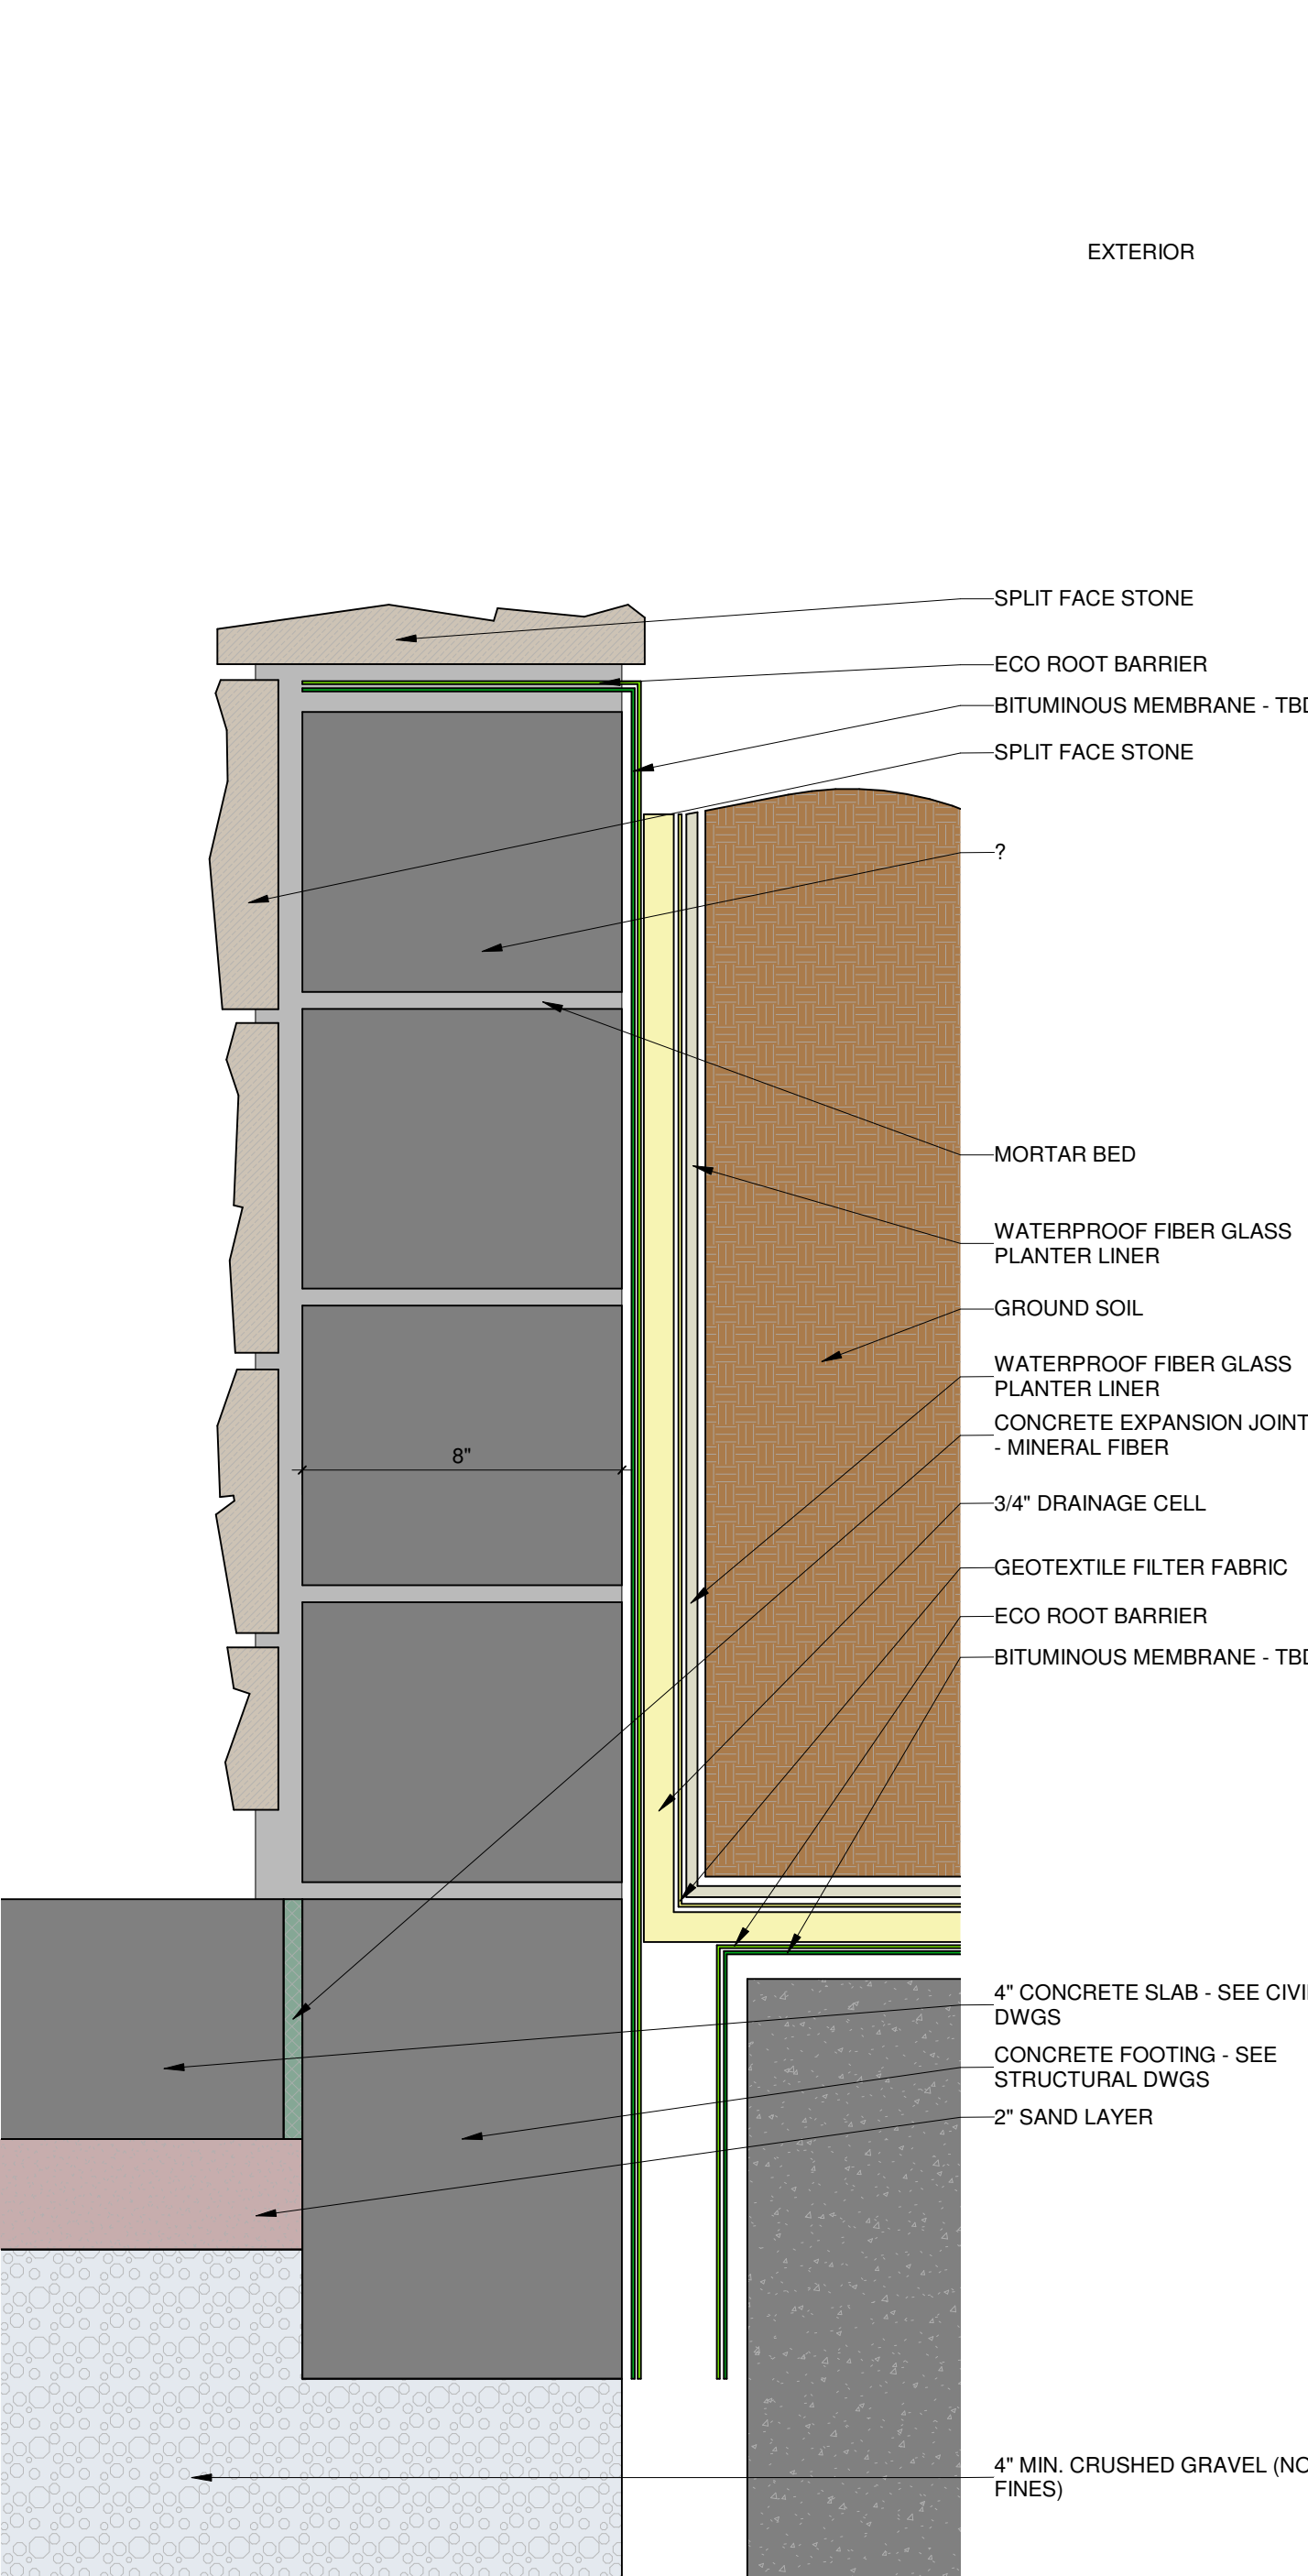 EXTERIOR
SPLIT FACE STONE
ECO ROOT BARRIER
BITUMINOUS MEMBRANE -
SPLIT FACE STONE
?
MORTAR BED
WATERPROOF FIBER GLASS
PLANTER LINER
GROUND SOIL
WATERPROOF FIBER GLASS
PLANTER LINER
CONCRETE EXPANSION JOINT
- MINERAL FIBER
8"
3/4" DRAINAGE CELL
GEOTEXTILE FILTER FABRIC
ECO ROOT BARRIER
BITUMINOUS MEMBRANE -
4" CONCRETE SLAB - SEE
DWGS
CONCRETE FOOTING - SEE
STRUCTURAL DWGS
2" SAND LAYER
4" MIN. CRUSHED GRAVEL (NO
FINES)